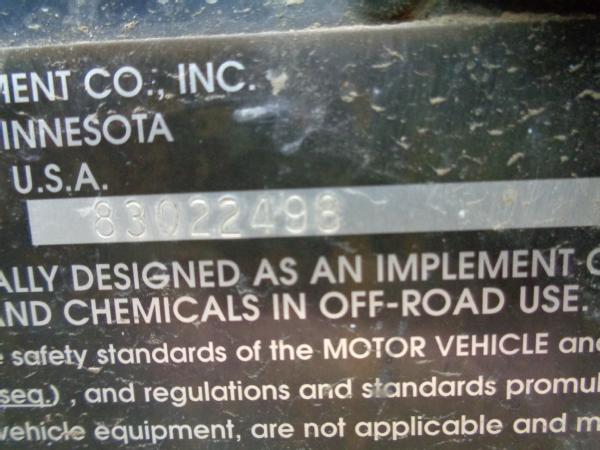 MENT CO., INC.
INNESOTA
U.S.A.
83022498
ALLY DESIGNED AS AN IMPLEMENT O
AND CHEMICALS IN OFF-ROAD USE.
e safety standards of the MOTOR VEHICLE and
seq.), and regulations and standards promul
vehicle equipment, are not applicable and m